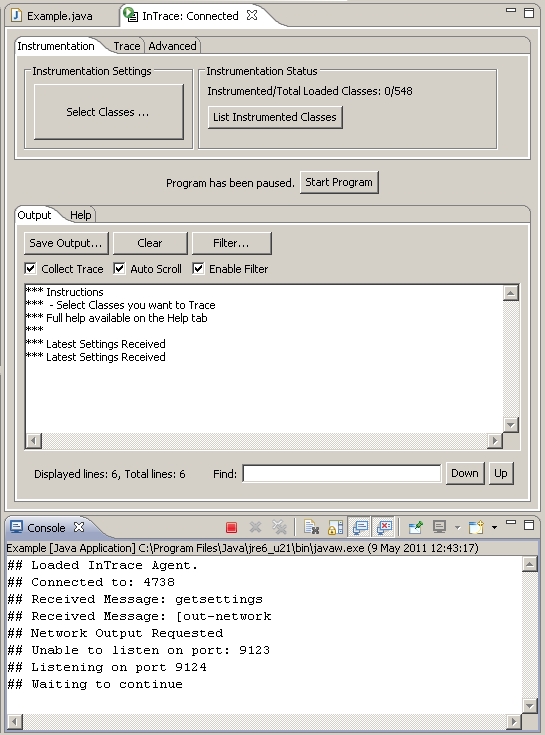 Example.java InTrace: Connected
Instrumentation Trace Advanced
Instrumentation Settings Instrumentation Status
Instrumented/Total Loaded Classes: 0/548
Select Classes ... List Instrumented Classes
Program has been paused. Start Program
Output Help
Save Output... Clear Filter...
Collect Trace Auto Scroll Enable Filter
*** Instructions
***  - Select Classes you want to Trace
*** Full help available on the Help tab
***
*** Latest Settings Received
*** Latest Settings Received
Displayed lines: 6, Total lines: 6 Find: Down Up
Console
Example [Java Application] C:\Program Files\Java\jre6_u21\bin\javaw.exe (9 May 2011 12:43:17)
## Loaded InTrace Agent.
## Connected to: 4738
## Received Message: getsettings
## Received Message: [out-network
## Network Output Requested
## Unable to listen on port: 9123
## Listening on port 9124
## Waiting to continue